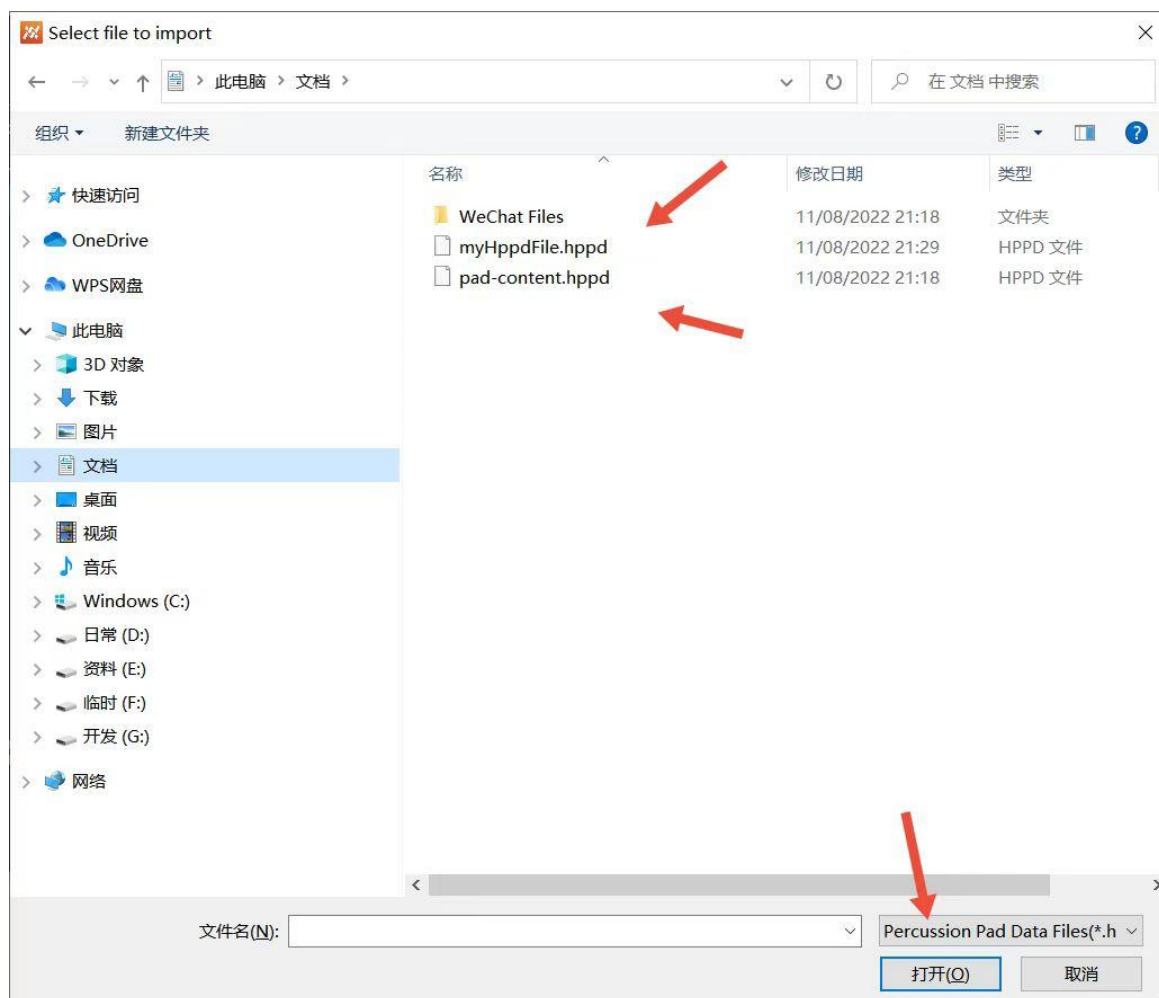 Select file to import
此电脑 > 文档 >
在 文档 中搜索
组织
新建文件夹
名称
修改日期
类型
快速访问
OneDrive
WPS网盘
此电脑
3D 对象
下载
图片
文档
桌面
视频
音乐
Windows (C:)
日常 (D:)
资料 (E:)
临时 (F:)
开发 (G:)
网络
WeChat Files 11/08/2022 21:18 文件夹
myHppdFile.hppd 11/08/2022 21:29 HPPD 文件
pad-content.hppd 11/08/2022 21:18 HPPD 文件
文件名(N):
Percussion Pad Data Files(*.h
打开(O)
取消